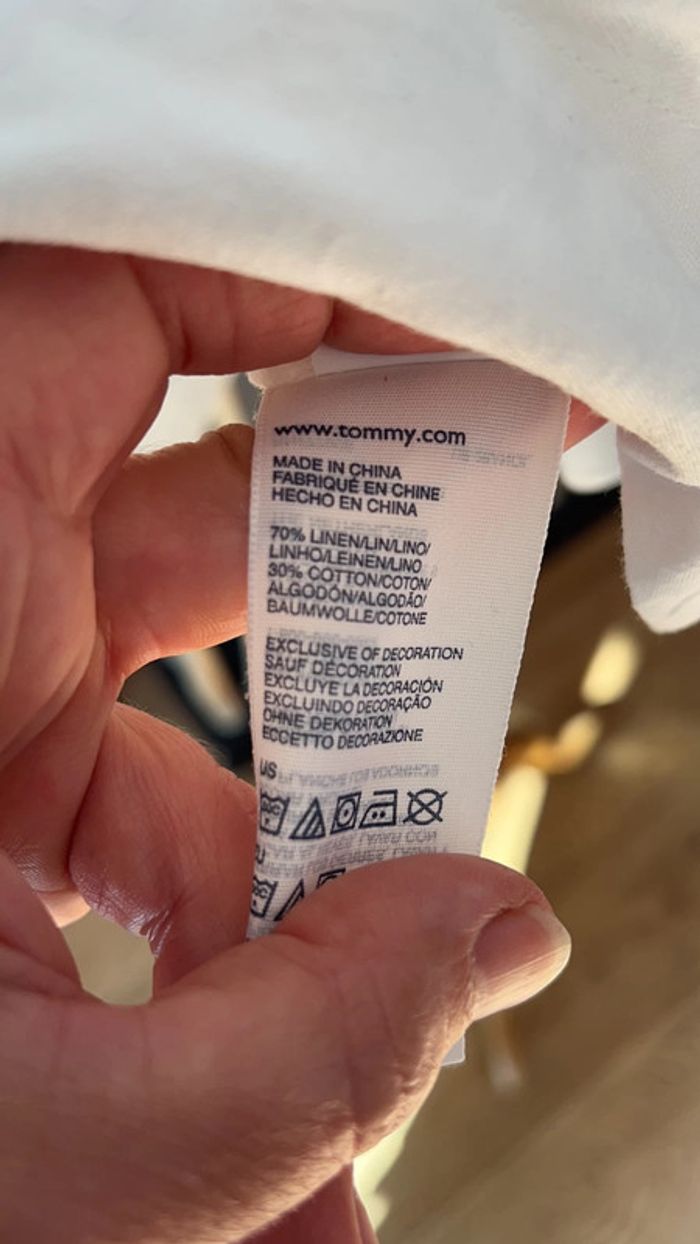 www.tommy.com
MADE IN CHINA
FABRIQUÉ EN CHINE
HECHO EN CHINA
70% LINEN/LIN/LINO/
LINHO/LEINEN/LINO
30% COTTON/COTON/
ALGODÓN/ALGODÃO/
BAUMWOLLE/COTONE
EXCLUSIVE OF DECORATION
SAUF DÉCORATION
EXCLUYE LA DECORACIÓN
EXCLUINDO DECORAÇÃO
OHNE DEKORATION
ECCETTO DECORAZIONE
US